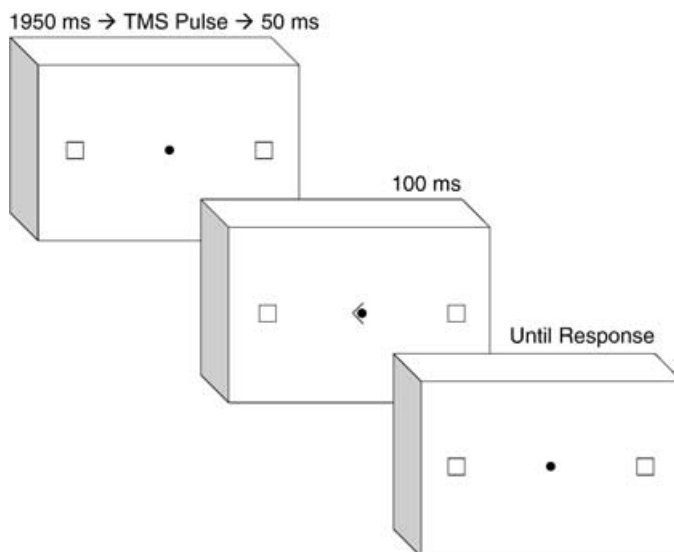 1950 ms → TMS Pulse → 50 ms
100 ms
Until Response